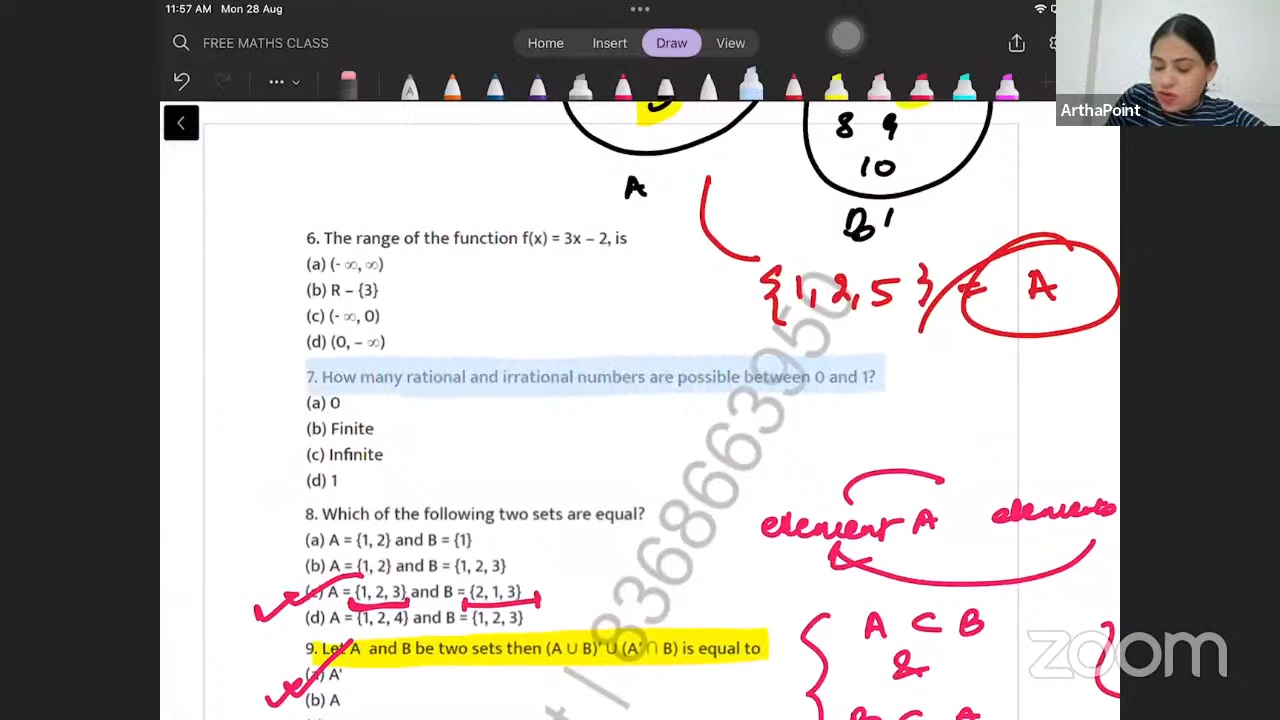 11:57 AM Mon 28 Aug
FREE MATHS CLASS
Home Insert Draw View
ArthaPoint
A
5
8 9
10
A
B'
6. The range of the function f(x) = 3x – 2, is
(a) (- ∞, ∞)
(b) R – {3}
(c) (- ∞, 0)
(d) (0, – ∞)
{1, 2, 5} = A
7. How many rational and irrational numbers are possible between 0 and 1?
(a) 0
(b) Finite
(c) Infinite
(d) 1
8. Which of the following two sets are equal?
(a) A = {1, 2} and B = {1}
(b) A = {1, 2} and B = {1, 2, 3}
(c) A = {1, 2, 3} and B = {2, 1, 3}
(d) A = {1, 2, 4} and B = {1, 2, 3}
element A elements
A ⊂ B
&
B ⊂ A
9. Let A and B be two sets then (A ∪ B)' ∪ (A' ∩ B) is equal to
(a) A'
(b) A
8368663950
zoom